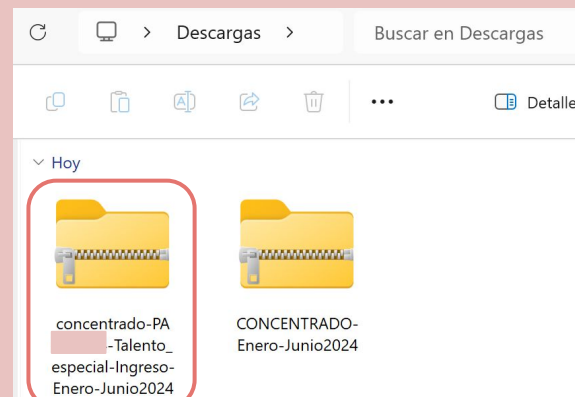 Descargas
Buscar en Descargas
Detalle
Hoy
concentrado-PA
-Talento_
especial-Ingreso-
Enero-Junio2024
CONCENTRADO-
Enero-Junio2024